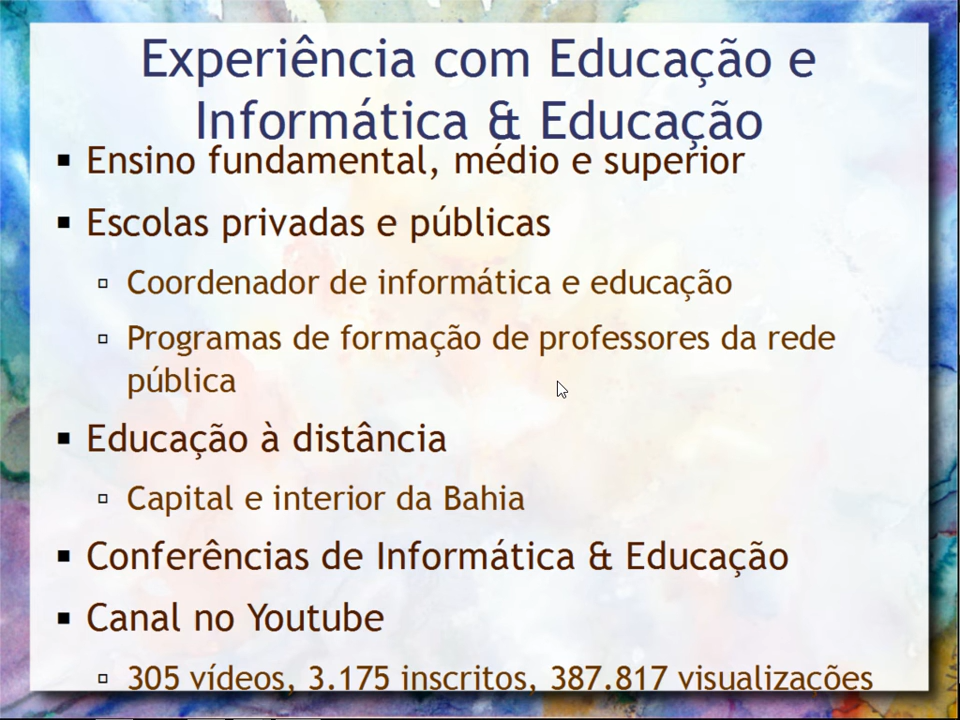 Experiência com Educação e
Informática & Educação
Ensino fundamental, médio e superior
Escolas privadas e públicas
Coordenador de informática e educação
Programas de formação de professores da rede
pública
Educação à distância
Capital e interior da Bahia
Conferências de Informática & Educação
Canal no Youtube
305 vídeos, 3.175 inscritos, 387.817 visualizações